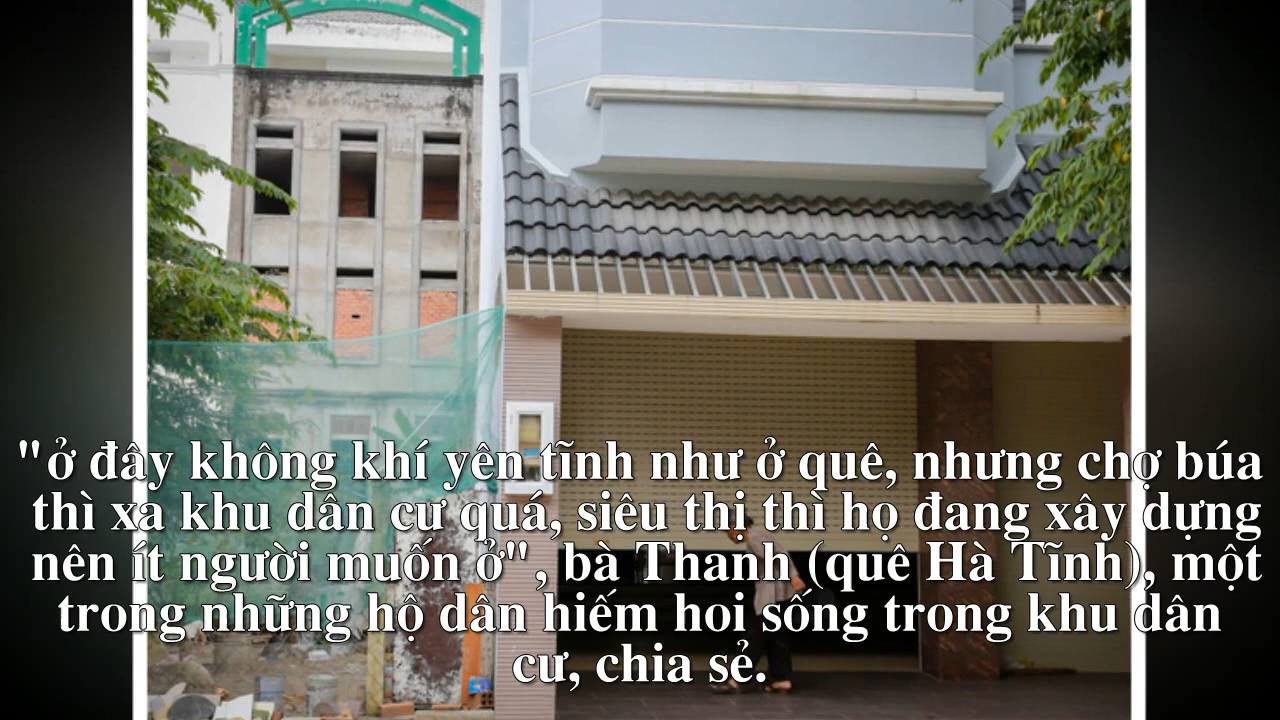 "ở đây không khí yên tĩnh như ở quê, nhưng chợ búa
thì xa khu dân cư quá, siêu thị thì họ đang xây dựng
nên ít người muốn ở", bà Thanh (quê Hà Tĩnh), một
trong những hộ dân hiếm hoi sống trong khu dân
cư, chia sẻ.